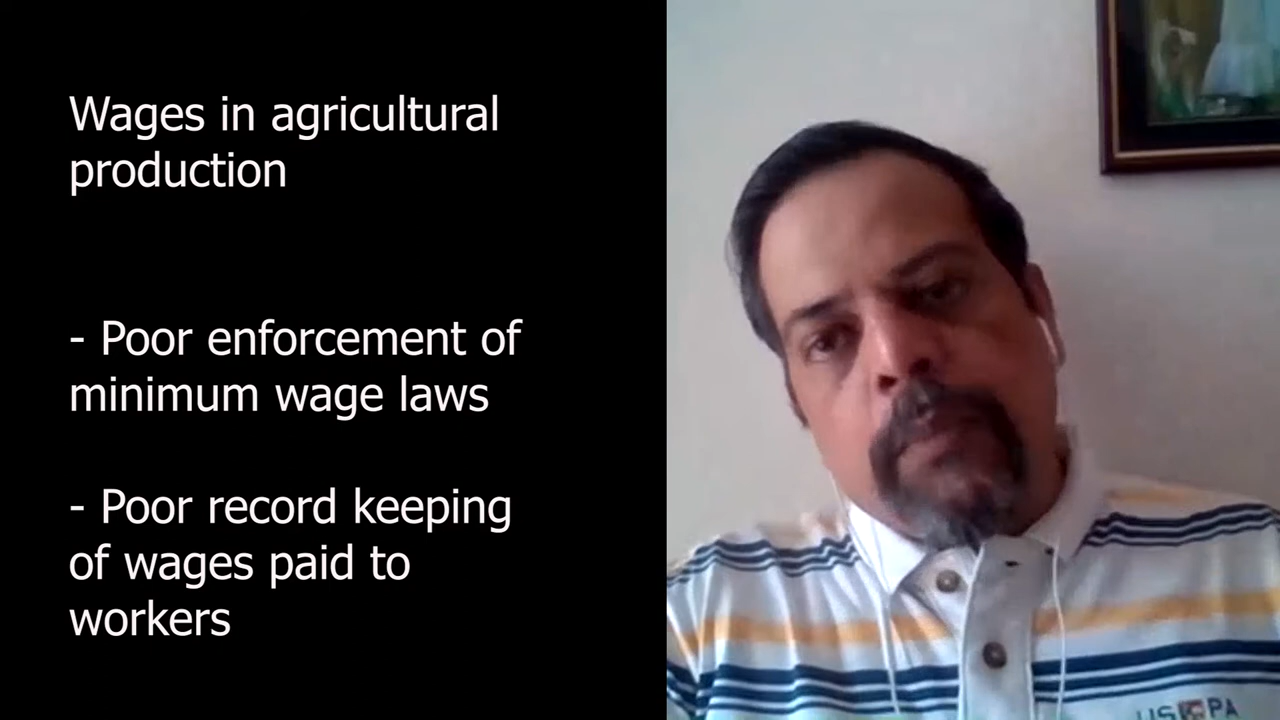 Wages in agricultural
production
- Poor enforcement of
minimum wage laws
- Poor record keeping
of wages paid to
workers